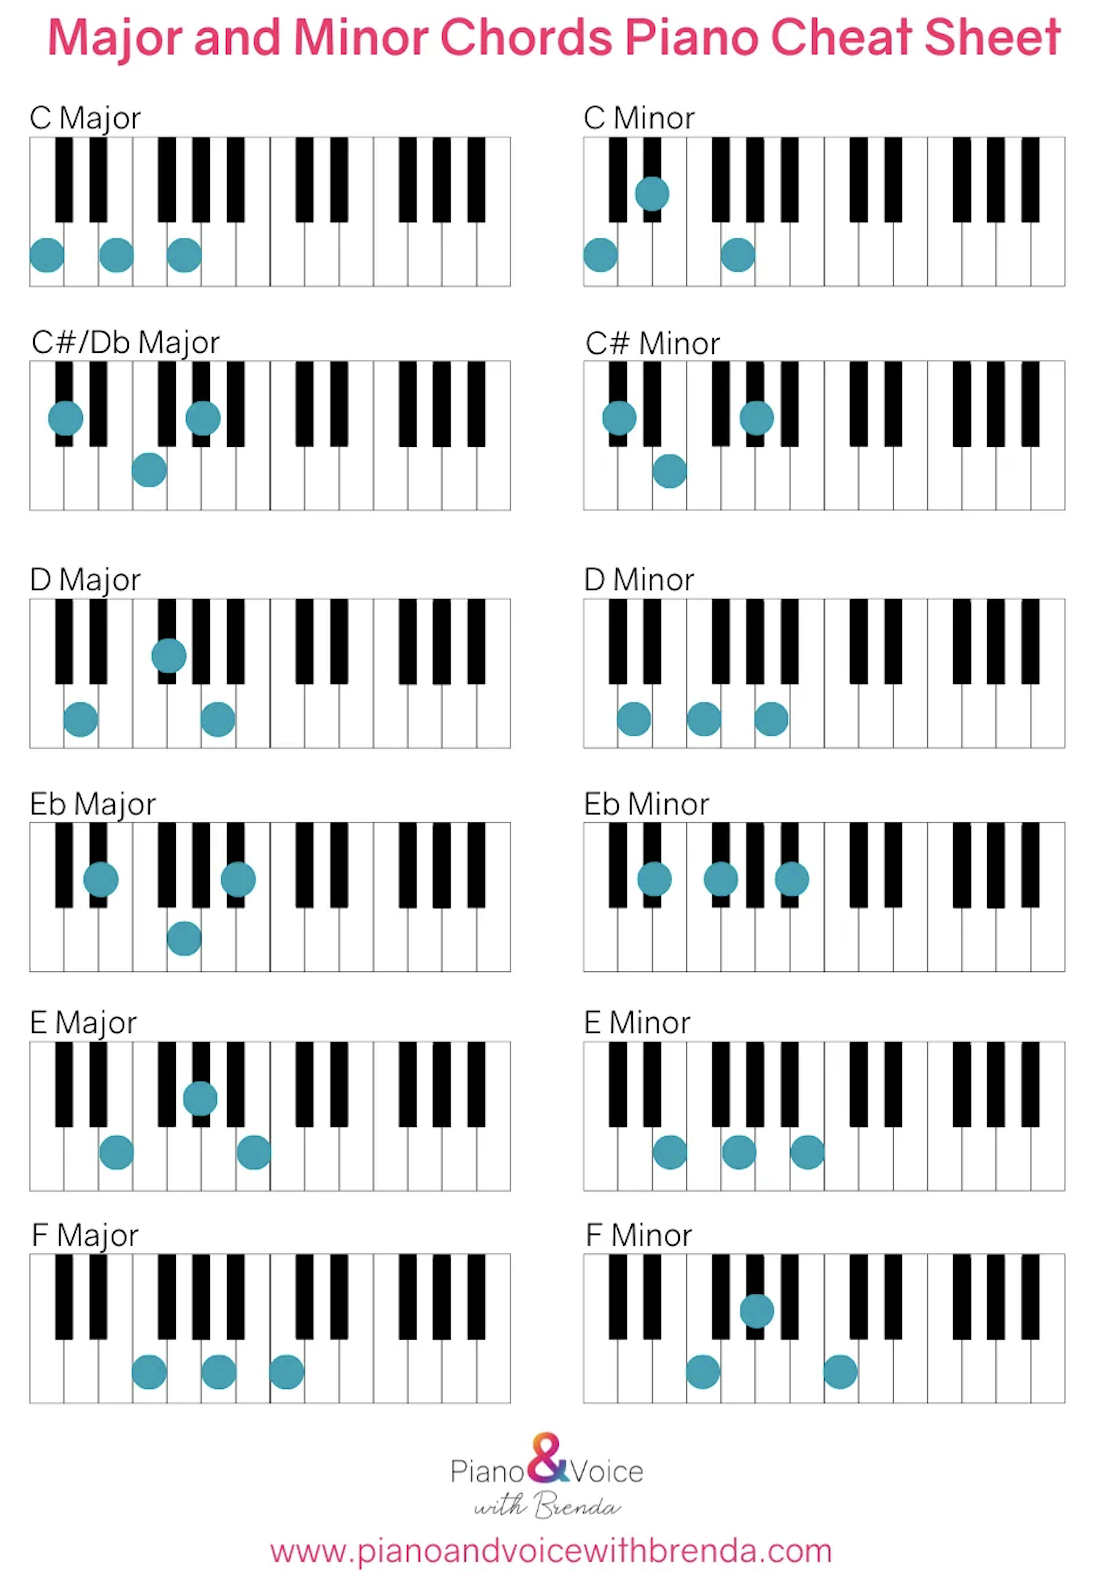 Major and Minor Chords Piano Cheat Sheet
C Major
C Minor
C#/Db Major
C# Minor
D Major
D Minor
Eb Major
Eb Minor
E Major
E Minor
F Major
F Minor
Piano & Voice
with Brenda
www.pianoandvoicewithbrenda.com